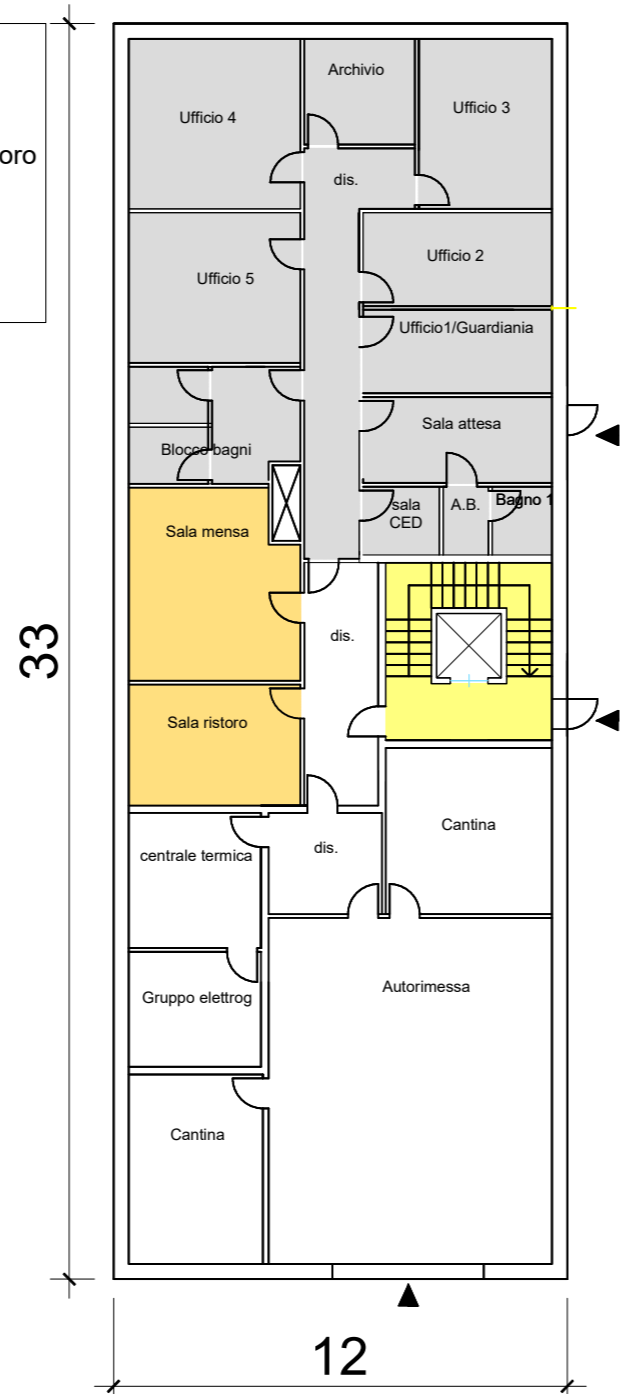 oro
Archivio
Ufficio 4
Ufficio 3
dis.
Ufficio 2
Ufficio 5
Ufficio1/Guardiania
Sala attesa
Blocco bagni
sala
CED
A.B.
Bagno 1
Sala mensa
dis.
33
Sala ristoro
Cantina
centrale termica
dis.
Autorimessa
Gruppo elettrog
Cantina
12